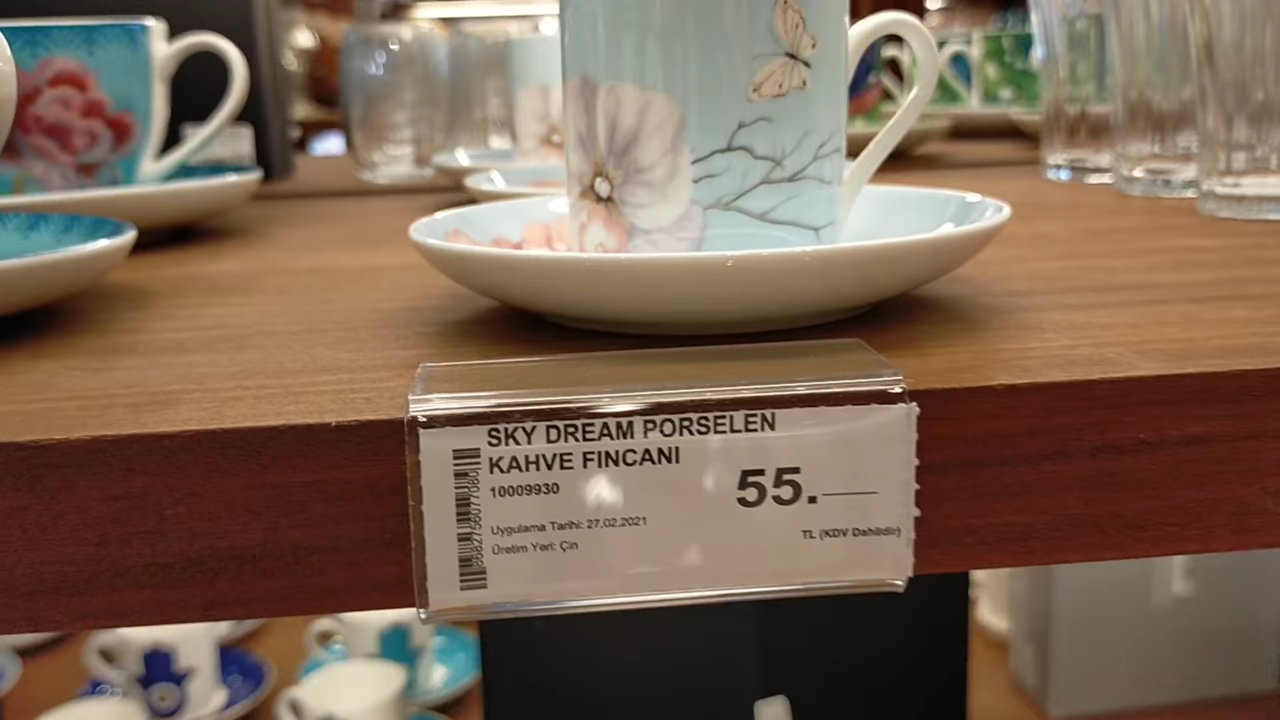 SKY DREAM PORSELEN
KAHVE FINCANI
10009930
55.
Uygulama Tarihi: 27.02.2021
TL (KDV Dahildir)
Üretim Yeri: Çin